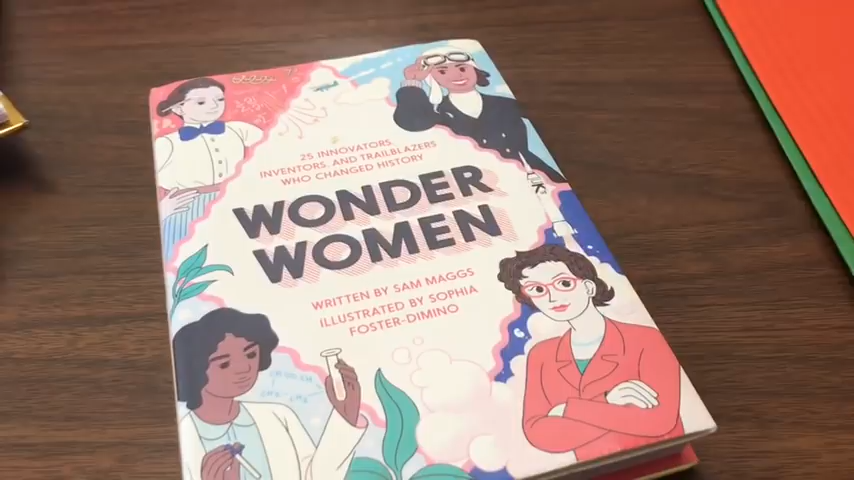 25 INNOVATORS,
INVENTORS, AND TRAILBLAZERS
WHO CHANGED HISTORY
WONDER
WOMEN
WRITTEN BY SAM MAGGS
ILLUSTRATED BY SOPHIA
FOSTER-DIMINO